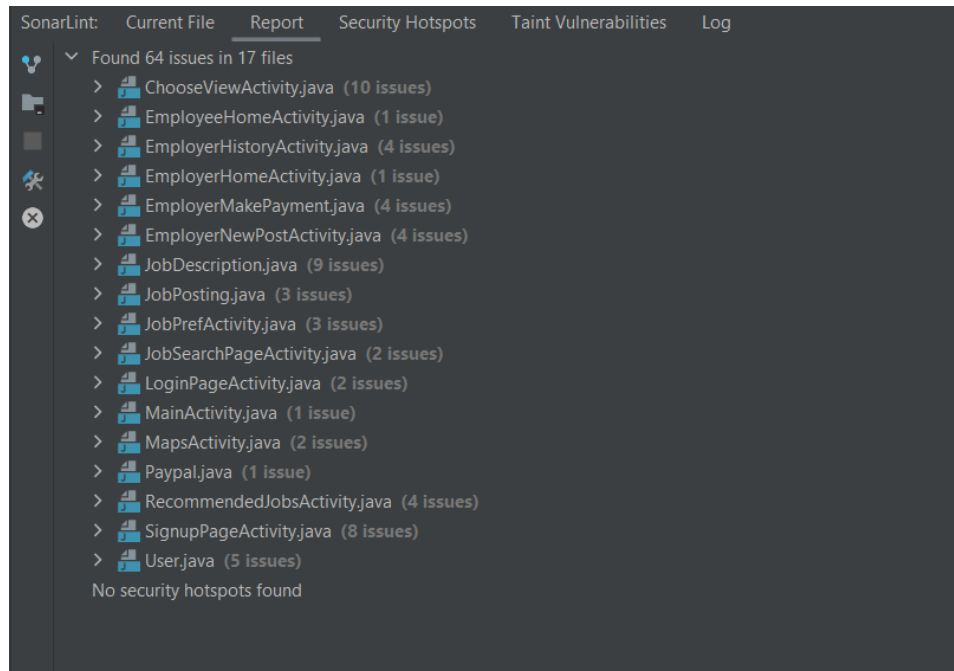 SonarLint: Current File Report Security Hotspots Taint Vulnerabilities Log
Found 64 issues in 17 files
ChooseViewActivity.java (10 issues)
EmployeeHomeActivity.java (1 issue)
EmployerHistoryActivity.java (4 issues)
EmployerHomeActivity.java (1 issue)
EmployerMakePayment.java (4 issues)
EmployerNewPostActivity.java (4 issues)
JobDescription.java (9 issues)
JobPosting.java (3 issues)
JobPrefActivity.java (3 issues)
JobSearchPageActivity.java (2 issues)
LoginPageActivity.java (2 issues)
MainActivity.java (1 issue)
MapsActivity.java (2 issues)
Paypal.java (1 issue)
RecommendedJobsActivity.java (4 issues)
SignupPageActivity.java (8 issues)
User.java (5 issues)
No security hotspots found